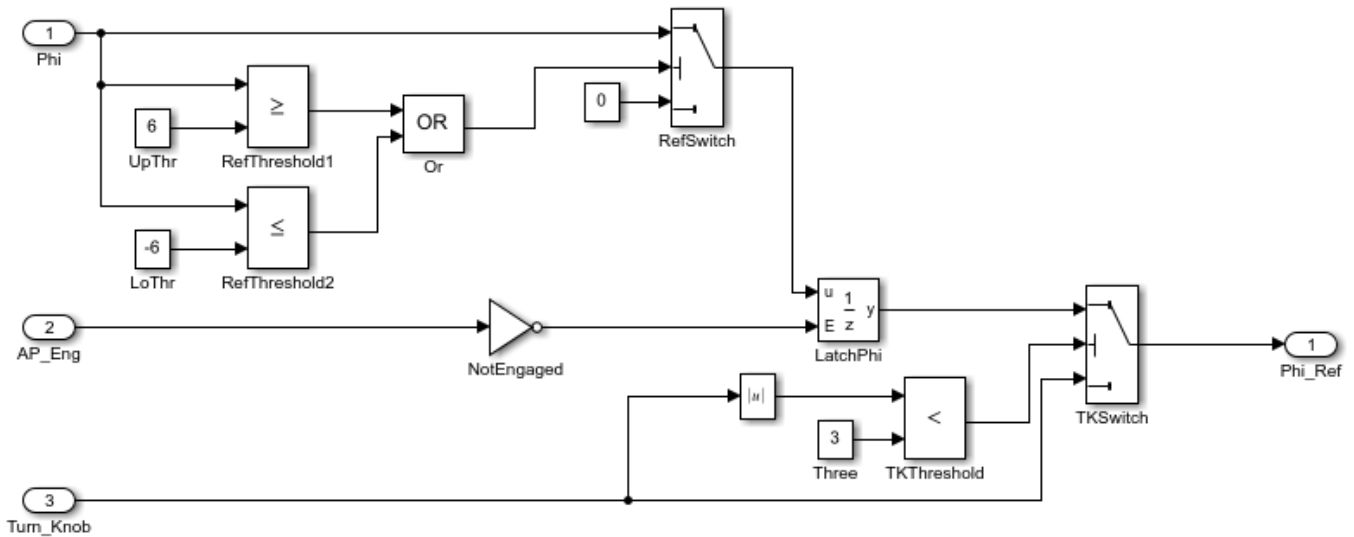 1
Phi
≥
6
UpThr
RefThreshold1
OR
Or
0
RefSwitch
≤
-6
LoThr
RefThreshold2
2
AP_Eng
NotEngaged
u 1 y
E z
LatchPhi
1
Phi_Ref
|u|
<
TKSwitch
3
Three
TKThreshold
3
Turn_Knob